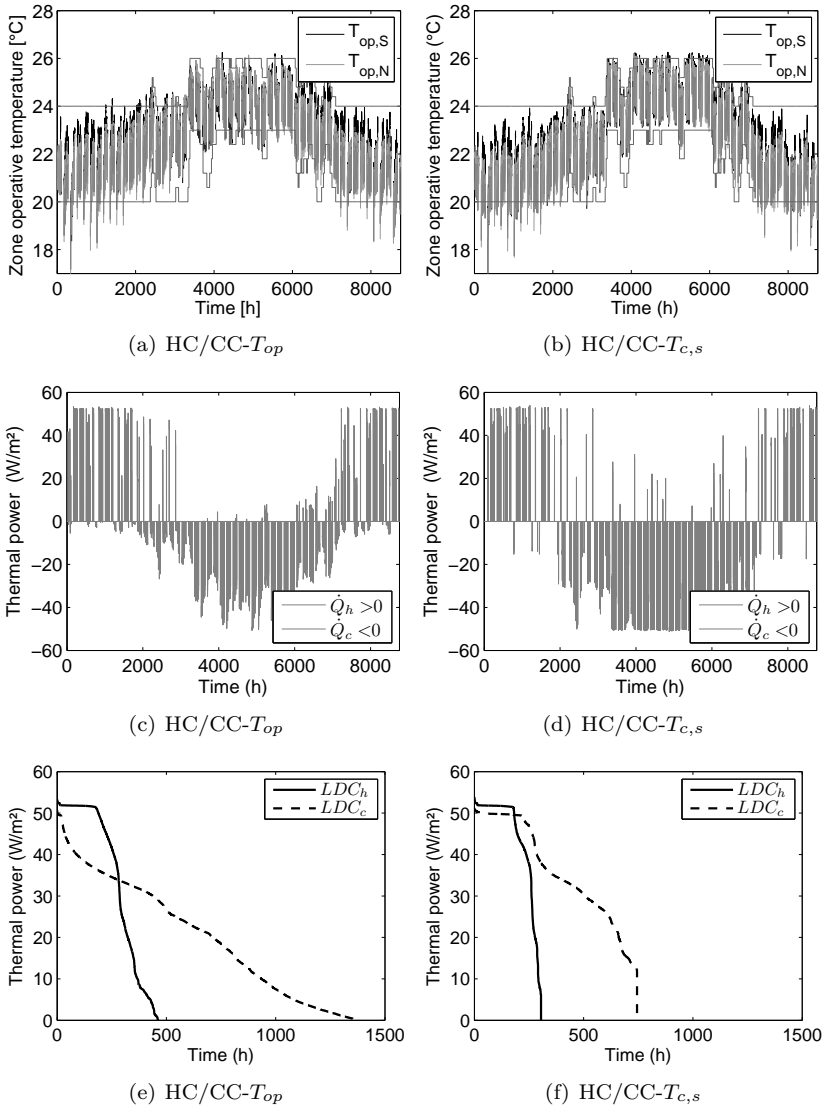 Zone operative temperature [°C]
28
26
24
22
20
18
T_op,S
T_op,N
0 2000 4000 6000 8000
Time [h]
(a) HC/CC-T_op
Zone operative temperature (°C)
28
26
24
22
20
18
T_op,S
T_op,N
0 2000 4000 6000 8000
Time (h)
(b) HC/CC-T_c,s
Thermal power (W/m²)
60
40
20
0
−20
−40
−60
Q̇_h >0
Q̇_c <0
0 2000 4000 6000 8000
Time (h)
(c) HC/CC-T_op
Thermal power (W/m²)
60
40
20
0
−20
−40
−60
Q̇_h >0
Q̇_c <0
0 2000 4000 6000 8000
Time (h)
(d) HC/CC-T_c,s
Thermal power (W/m²)
60
50
40
30
20
10
0
LDC_h
LDC_c
0 500 1000 1500
Time (h)
(e) HC/CC-T_op
Thermal power (W/m²)
60
50
40
30
20
10
0
LDC_h
LDC_c
0 500 1000 1500
Time (h)
(f) HC/CC-T_c,s